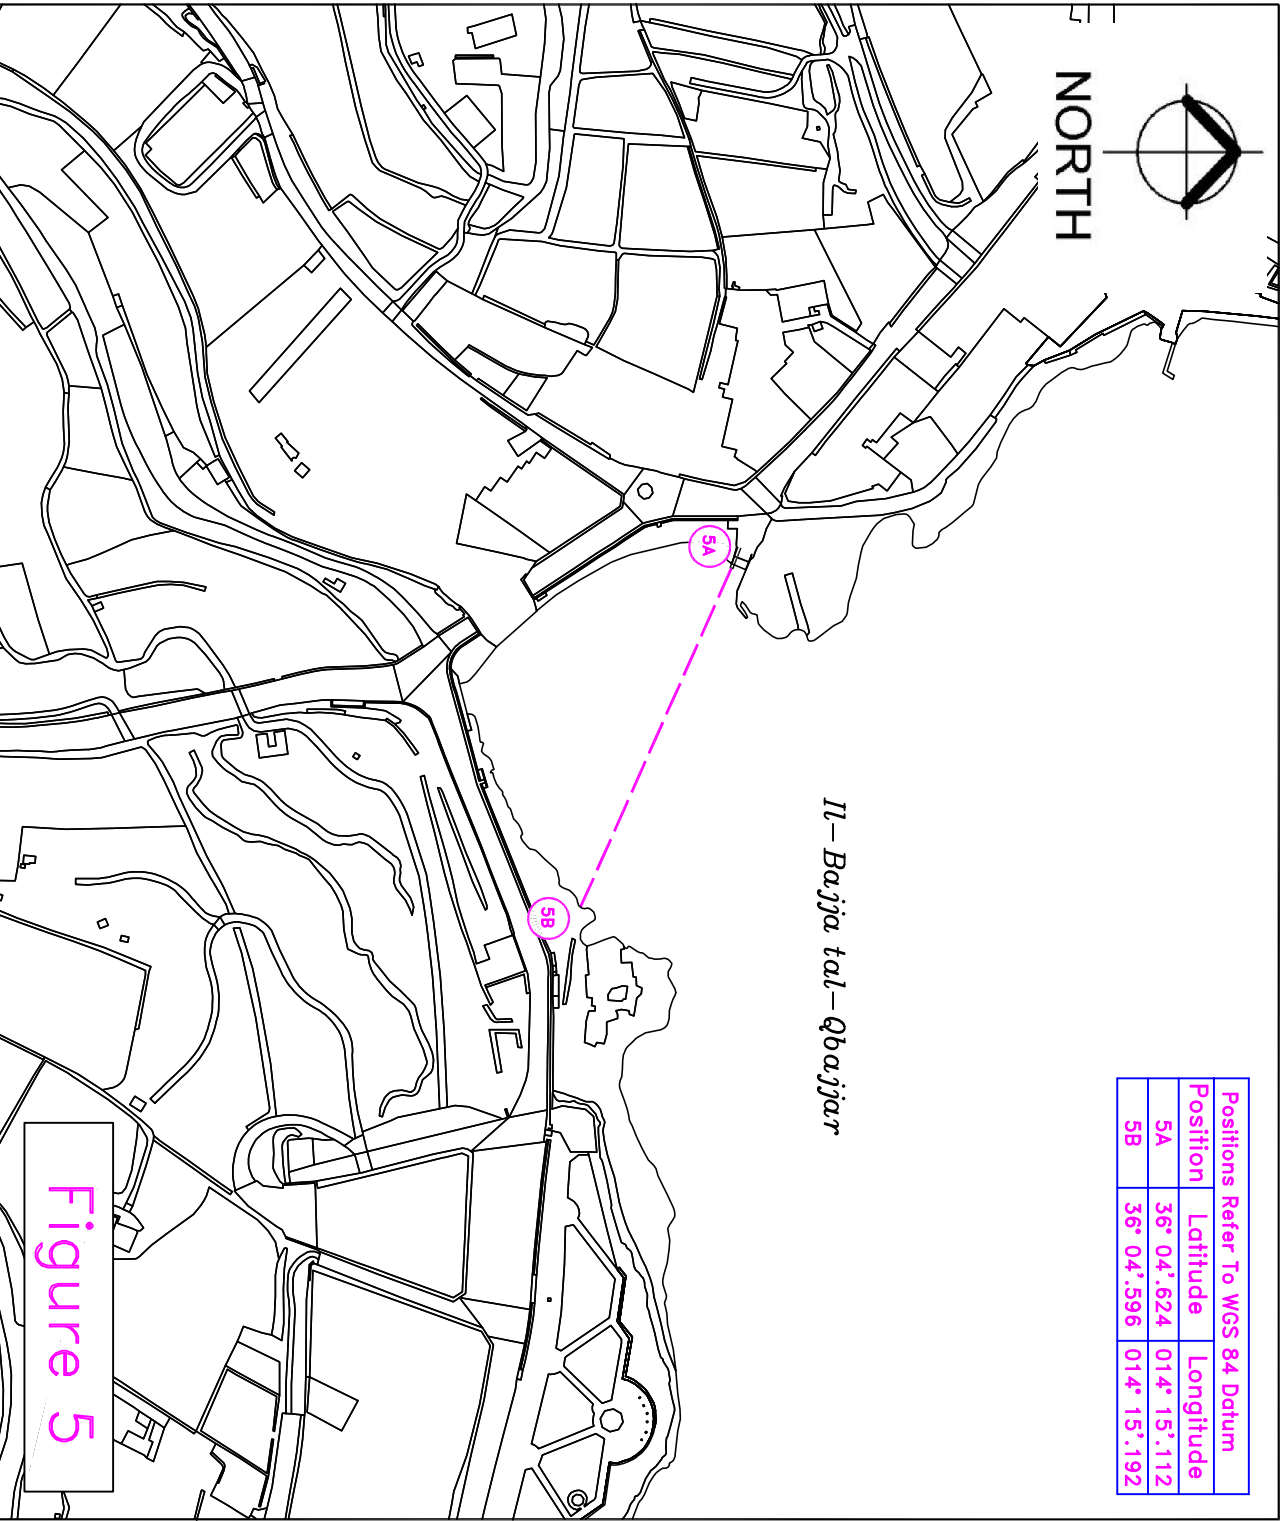 NORTH
Positions Refer To WGS 84 Datum
Position Latitude Longitude
5A 36° 04'.624 014° 15'.112
5B 36° 04'.596 014° 15'.192
Il-Bajja tal-Qbajjar
5A
5B
Figure 5